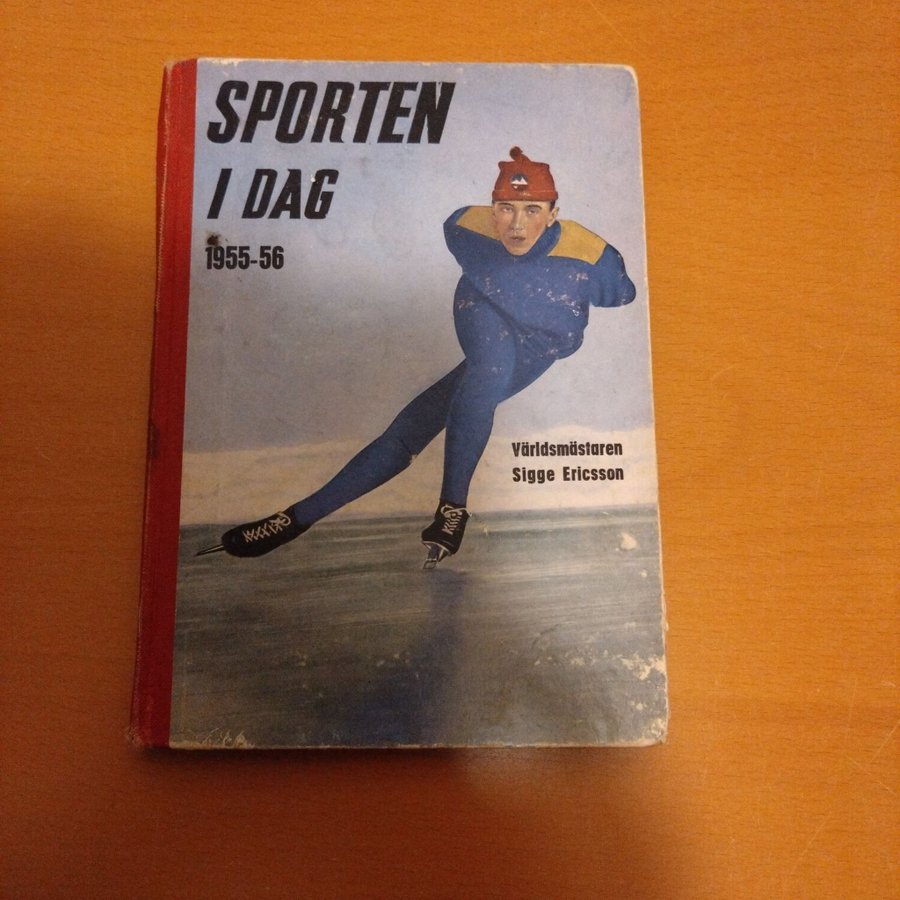 SPORTEN
I DAG
1955-56
Världsmästaren
Sigge Ericsson